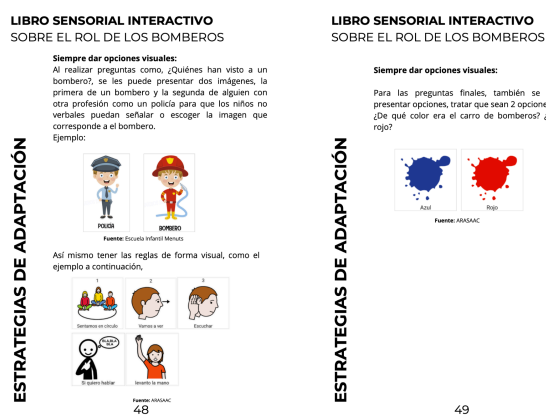 LIBRO SENSORIAL INTERACTIVO
SOBRE EL ROL DE LOS BOMBEROS
Siempre dar opciones visuales:
Al realizar preguntas como, ¿Quiénes han visto a un
bombero?, se les puede presentar dos imágenes, la
primera de un bombero y la segunda de alguien con
otra profesión como un policía para que los niños no
verbales puedan señalar o escoger la imagen que
corresponde a el bombero.
Ejemplo:
POLICÍA
BOMBERO
Fuente: Escuela Infantil Menuts
Así mismo tener las reglas de forma visual, como el
ejemplo a continuación,
1
2
3
Sentarnos en círculo
Vamos a ver
Escuchar
BLA,BLA
BLA
Si quiero hablar
levanto la mano
Fuente: ARASAAC
ESTRATEGIAS DE ADAPTACIÓN
48
LIBRO SENSORIAL INTERACTIVO
SOBRE EL ROL DE LOS BOMBEROS
Siempre dar opciones visuales:
Para las preguntas finales, también se
presentar opciones, tratar que sean 2 opcione
¿De qué color era el carro de bomberos? ¿
rojo?
Azul
Rojo
Fuente: ARASAAC
ESTRATEGIAS DE ADAPTACIÓN
49